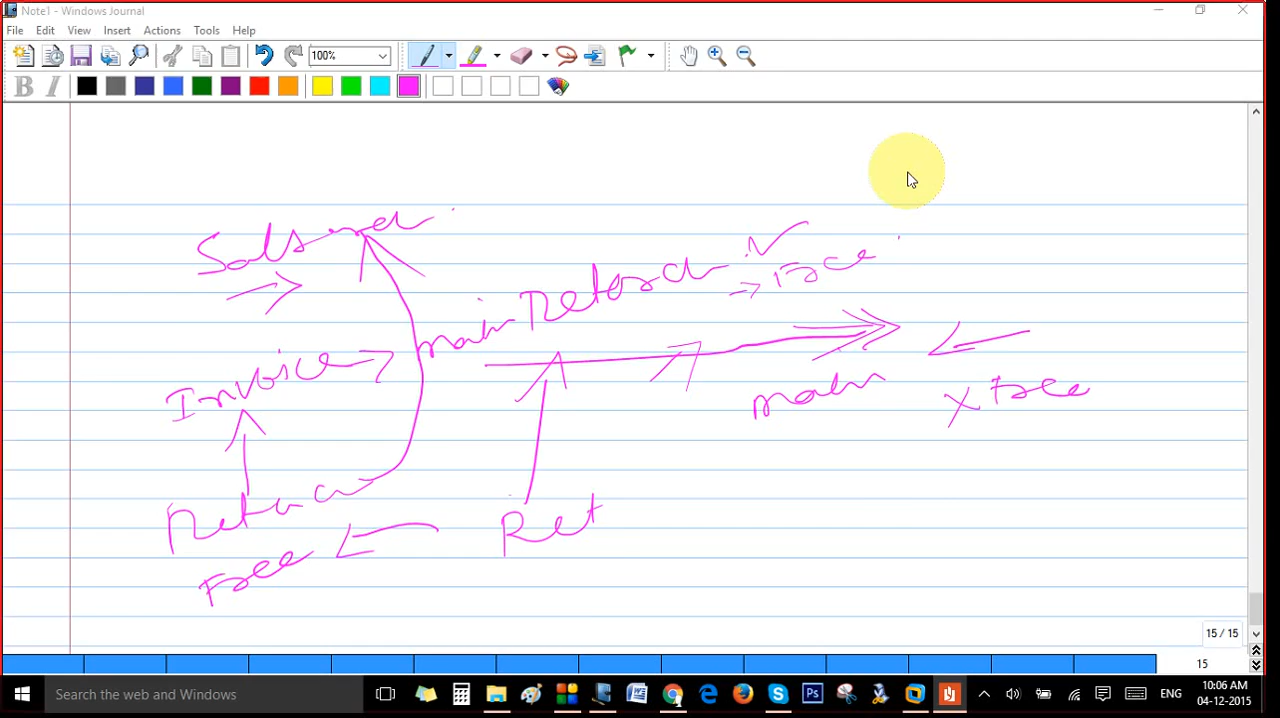 Note1 - Windows Journal
File Edit View Insert Actions Tools Help
100%
B I
Sales
Main Return
Free
Invoice
Main
x Free
Return
Ret
Free
15 / 15
15
Search the web and Windows
ENG
10:06 AM
04-12-2015